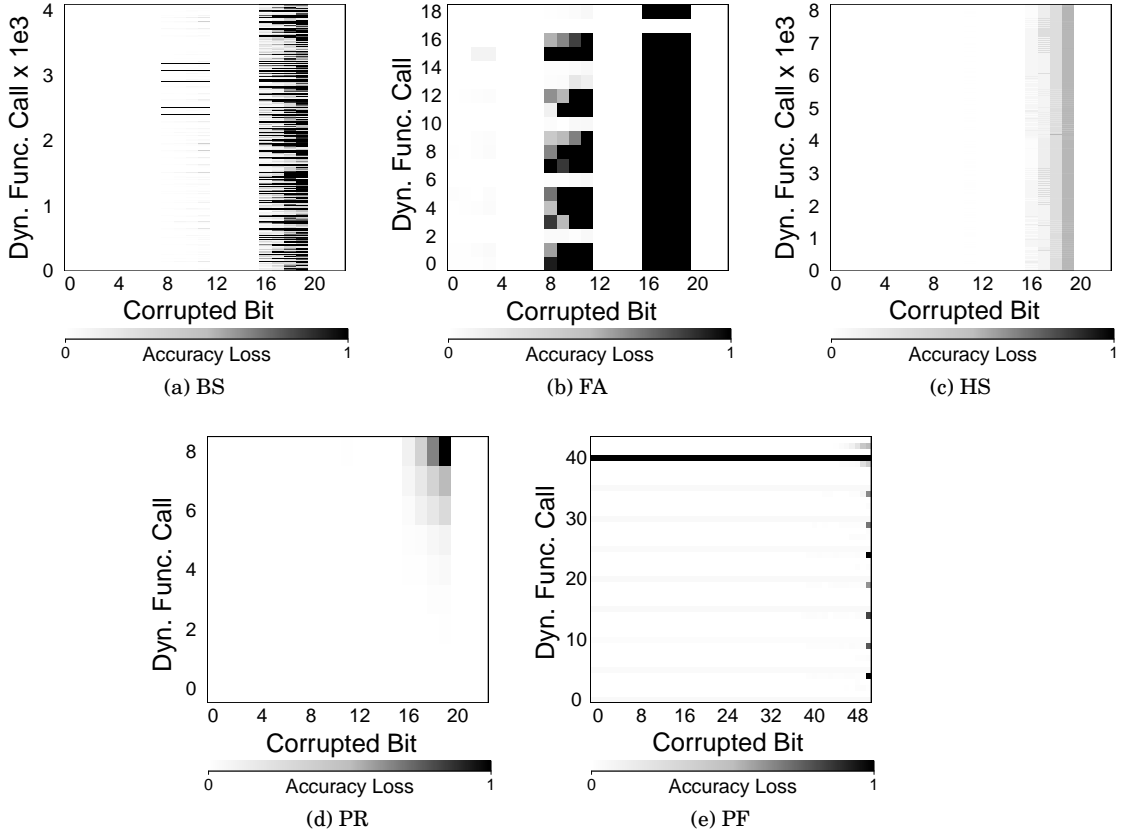 Dyn. Func. Call x 1e3
4
3
2
1
0
0 4 8 12 16 20
Corrupted Bit
0 Accuracy Loss 1
(a) BS
Dyn. Func. Call
18
16
14
12
10
8
6
4
2
0
0 4 8 12 16 20
Corrupted Bit
0 Accuracy Loss 1
(b) FA
Dyn. Func. Call x 1e3
8
7
6
5
4
3
2
1
0
0 4 8 12 16 20
Corrupted Bit
0 Accuracy Loss 1
(c) HS
Dyn. Func. Call
8
6
4
2
0
0 4 8 12 16 20
Corrupted Bit
0 Accuracy Loss 1
(d) PR
Dyn. Func. Call
40
30
20
10
0
0 8 16 24 32 40 48
Corrupted Bit
0 Accuracy Loss 1
(e) PF